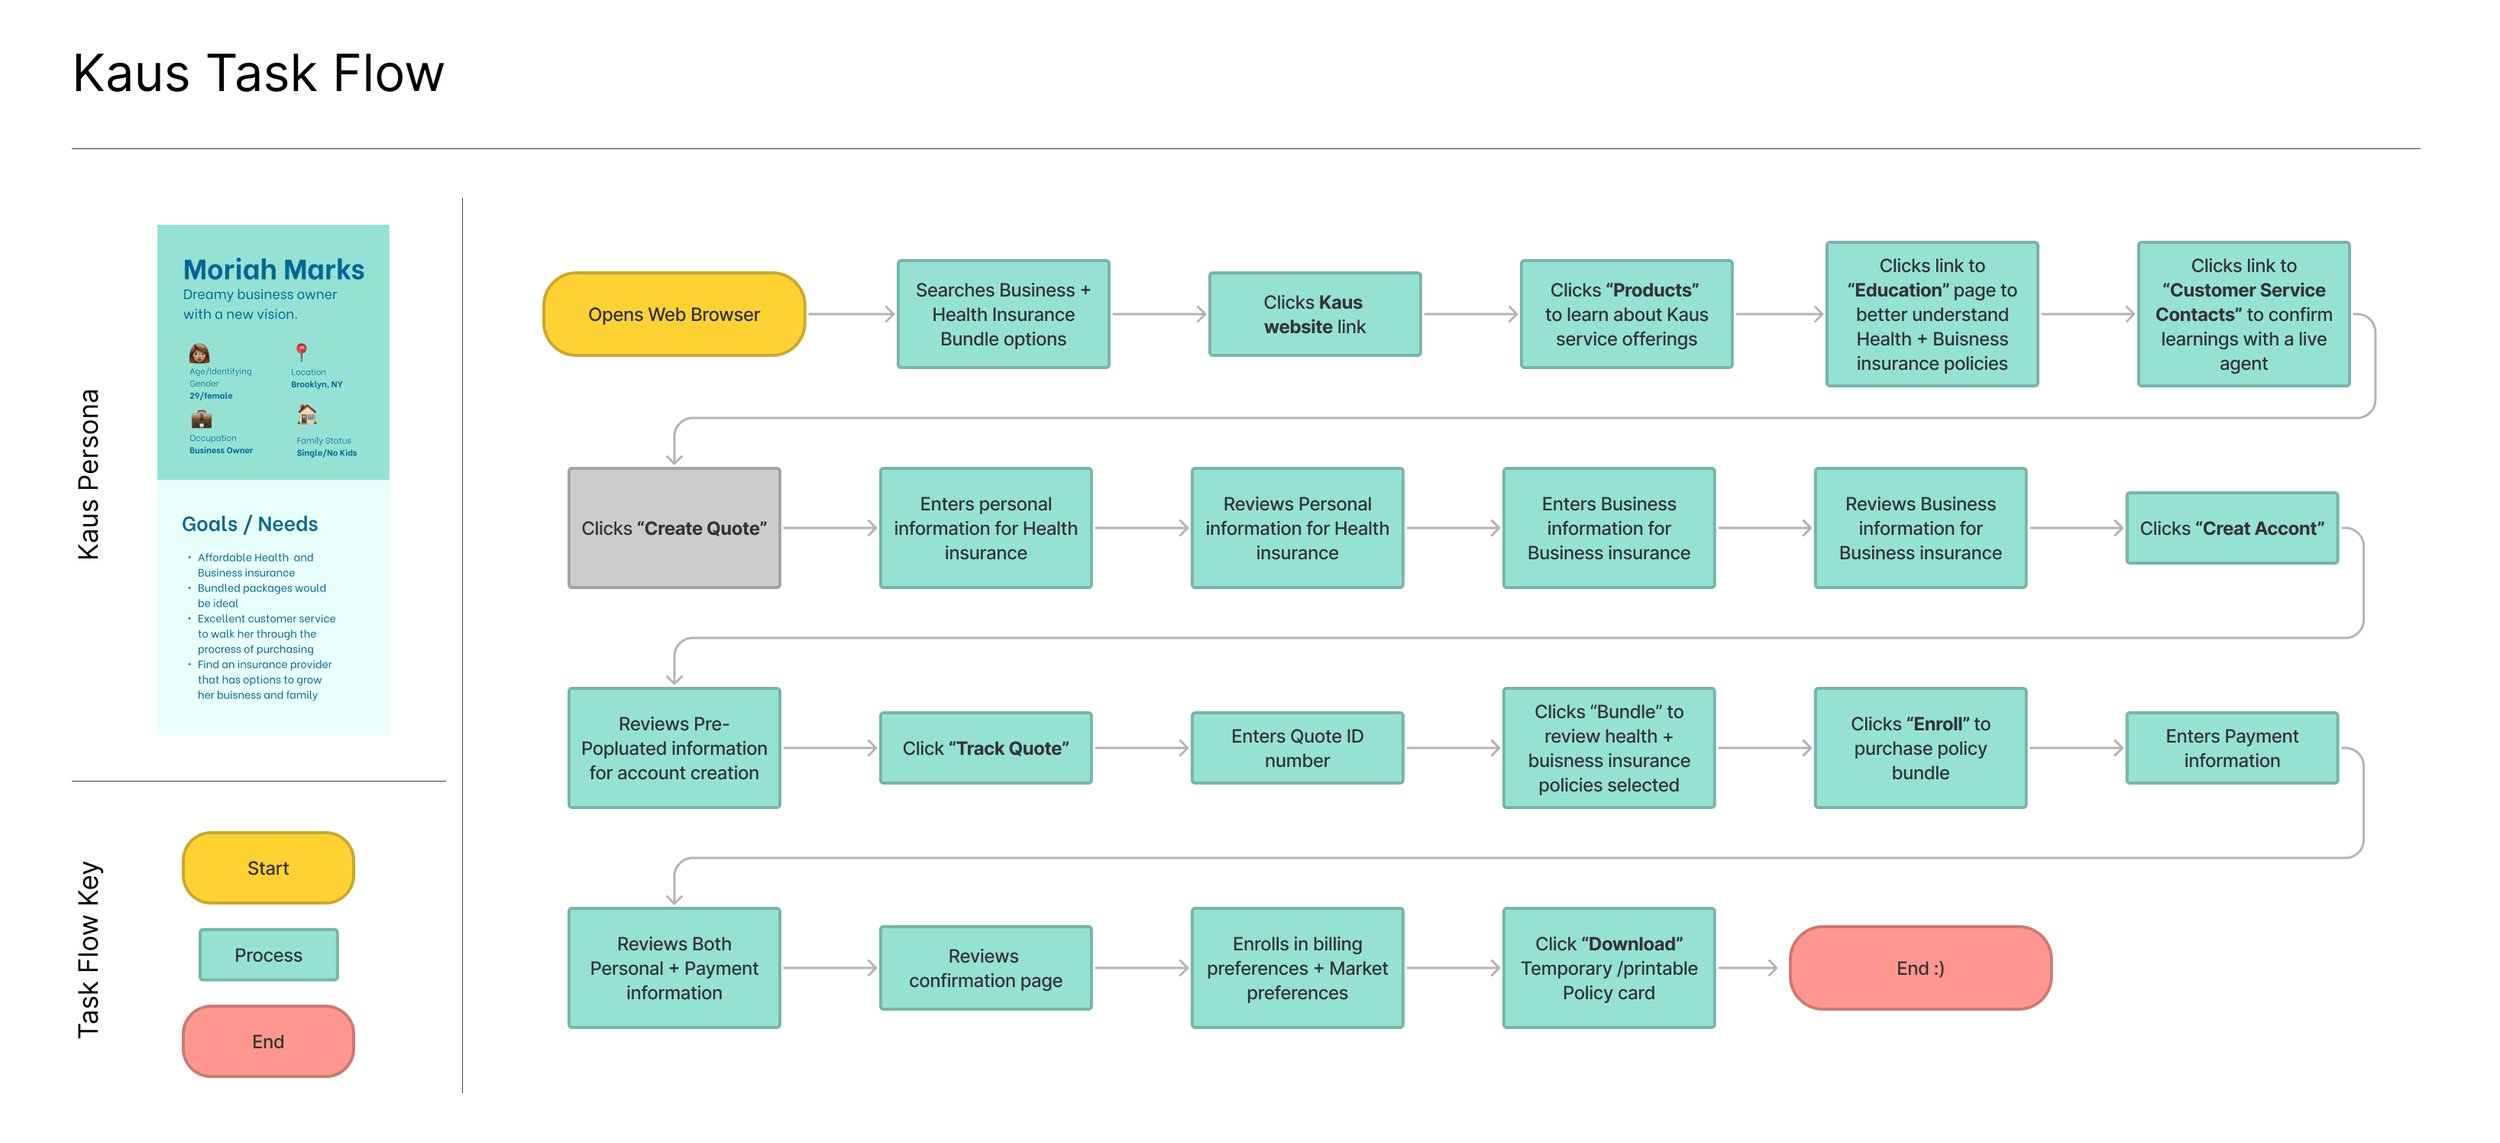 Kaus Task Flow
Kaus Persona
Moriah Marks
Dreamy business owner
with a new vision.
Age/Identifying
Gender
29/female
Location
Brooklyn, NY
Occupation
Business Owner
Family Status
Single/No Kids
Goals / Needs
• Affordable Health and
Business insurance
• Bundled packages would
be ideal
• Excellent customer service
to walk her through the
procress of purchasing
• Find an insurance provider
that has options to grow
her buisness and family
Task Flow Key
Start
Process
End
Opens Web Browser
Searches Business +
Health Insurance
Bundle options
Clicks Kaus
website link
Clicks “Products”
to learn about Kaus
service offerings
Clicks link to
“Education” page to
better understand
Health + Buisness
insurance policies
Clicks link to
“Customer Service
Contacts” to confirm
learnings with a live
agent
Clicks “Create Quote”
Enters personal
information for Health
insurance
Reviews Personal
information for Health
insurance
Enters Business
information for
Business insurance
Reviews Business
information for
Business insurance
Clicks “Creat Accont”
Reviews Pre-
Popluated information
for account creation
Click “Track Quote”
Enters Quote ID
number
Clicks “Bundle” to
review health +
buisness insurance
policies selected
Clicks “Enroll” to
purchase policy
bundle
Enters Payment
information
Reviews Both
Personal + Payment
information
Reviews
confirmation page
Enrolls in billing
preferences + Market
preferences
Click “Download”
Temporary /printable
Policy card
End :)